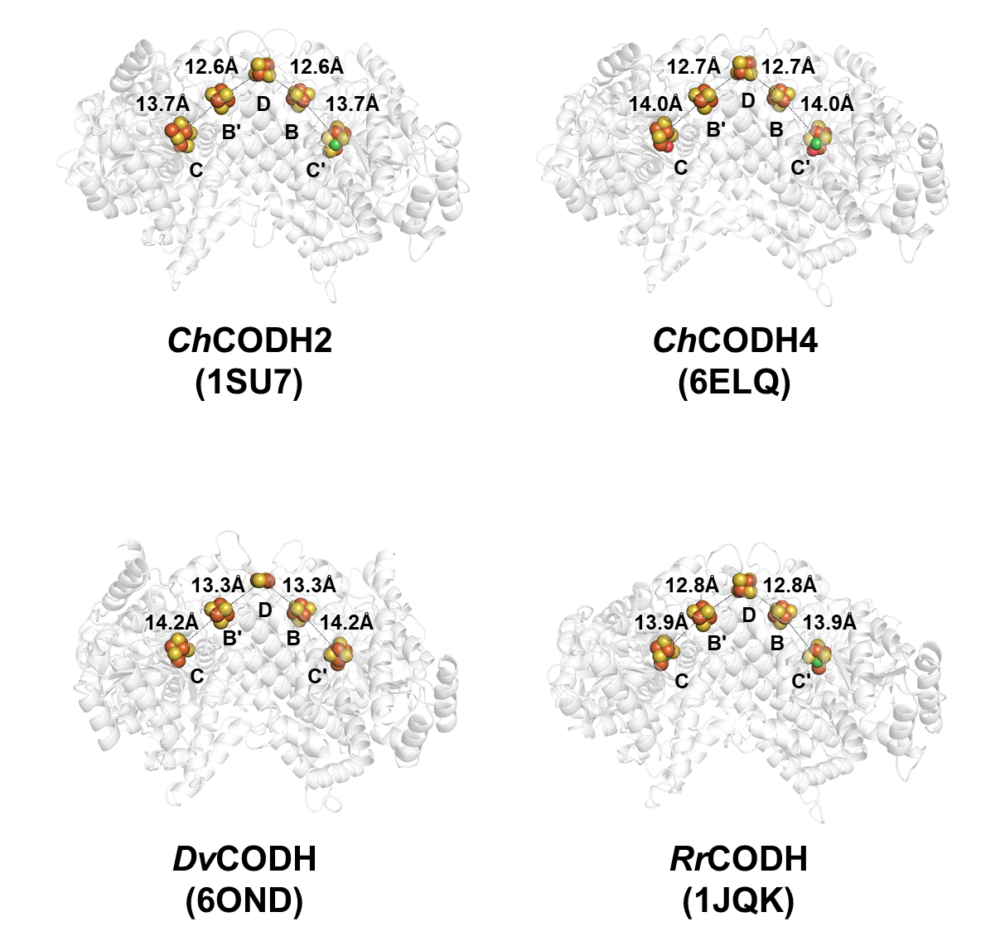 12.6Å 12.6Å
13.7Å D 13.7Å
B' B
C C'
ChCODH2
(1SU7)
12.7Å 12.7Å
14.0Å D 14.0Å
B' B
C C'
ChCODH4
(6ELQ)
13.3Å 13.3Å
14.2Å D 14.2Å
B' B
C C'
DvCODH
(6OND)
12.8Å 12.8Å
13.9Å D 13.9Å
B' B
C C'
RrCODH
(1JQK)